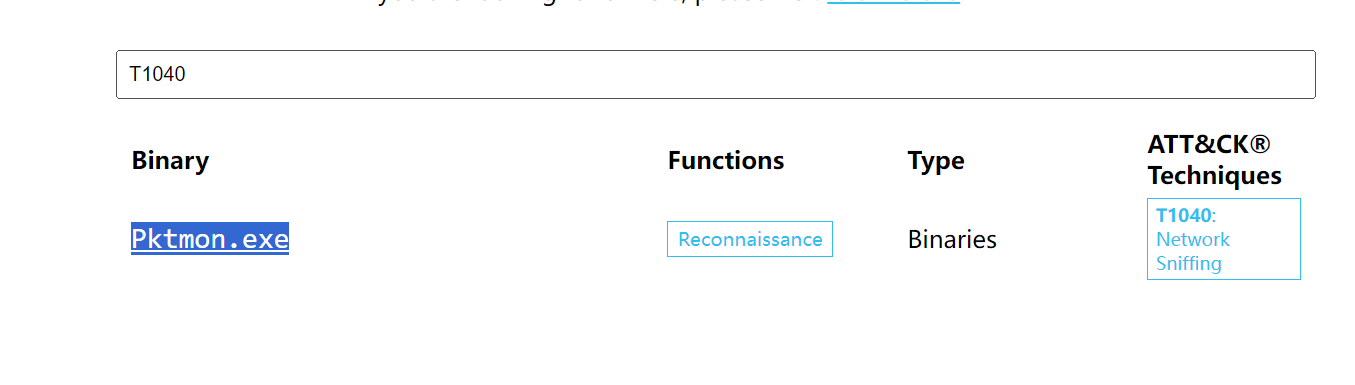 T1040
Binary
Functions
Type
ATT&CK®
Techniques
Pktmon.exe
Reconnaissance
Binaries
T1040:
Network
Sniffing